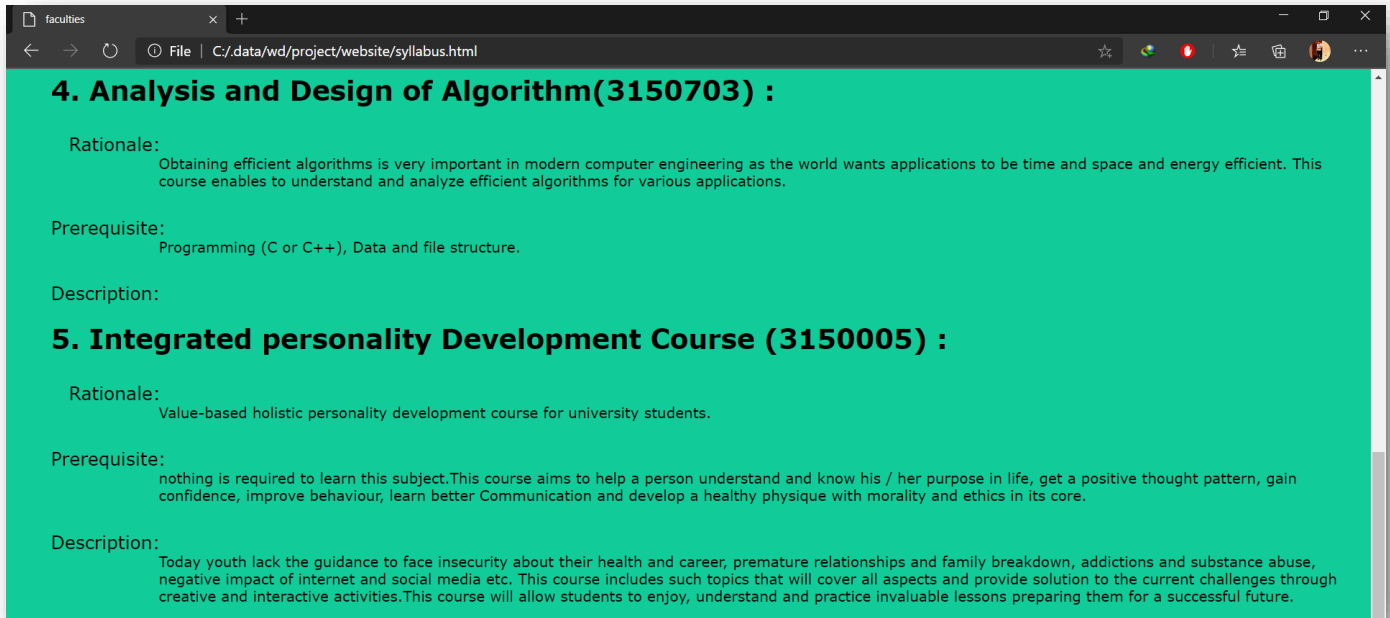 faculties
File | C:/.data/wd/project/website/syllabus.html
4. Analysis and Design of Algorithm(3150703) :
Rationale:
Obtaining efficient algorithms is very important in modern computer engineering as the world wants applications to be time and space and energy efficient. This
course enables to understand and analyze efficient algorithms for various applications.
Prerequisite:
Programming (C or C++), Data and file structure.
Description:
5. Integrated personality Development Course (3150005) :
Rationale:
Value-based holistic personality development course for university students.
Prerequisite:
nothing is required to learn this subject.This course aims to help a person understand and know his / her purpose in life, get a positive thought pattern, gain
confidence, improve behaviour, learn better Communication and develop a healthy physique with morality and ethics in its core.
Description:
Today youth lack the guidance to face insecurity about their health and career, premature relationships and family breakdown, addictions and substance abuse,
negative impact of internet and social media etc. This course includes such topics that will cover all aspects and provide solution to the current challenges through
creative and interactive activities.This course will allow students to enjoy, understand and practice invaluable lessons preparing them for a successful future.